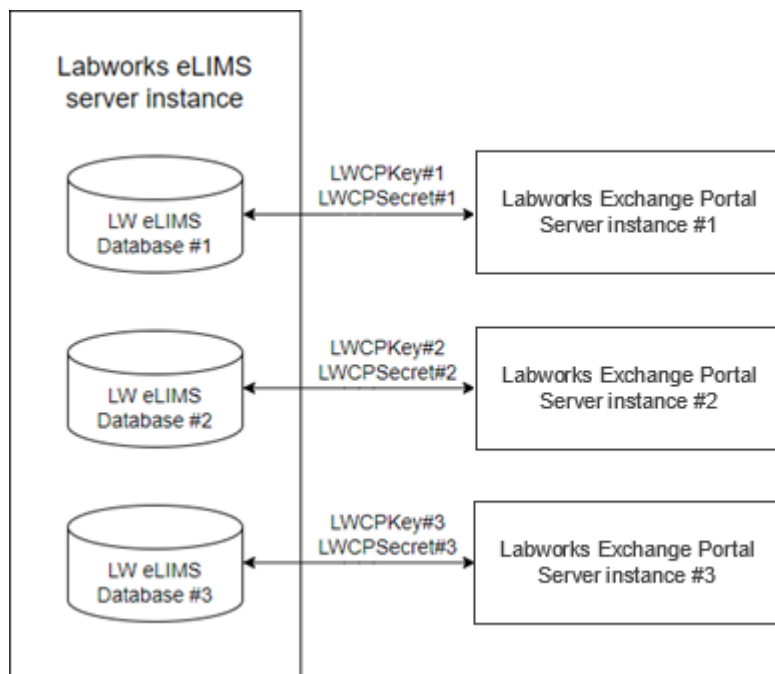 Labworks eLIMS
server instance
LW eLIMS
Database #1
LWCPKey#1
LWCPSecret#1
Labworks Exchange Portal
Server instance #1
LW eLIMS
Database #2
LWCPKey#2
LWCPSecret#2
Labworks Exchange Portal
Server instance #2
LW eLIMS
Database #3
LWCPKey#3
LWCPSecret#3
Labworks Exchange Portal
Server instance #3